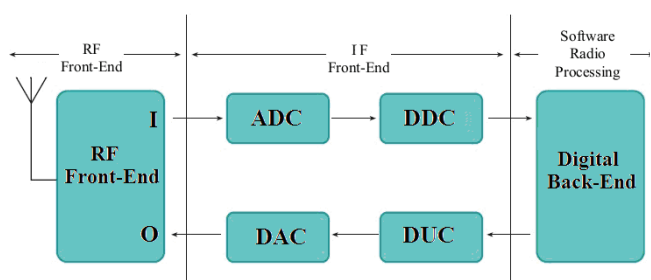 RF
Front-End
I F
Front-End
Software
Radio
Processing
I
RF
Front-End
O
ADC
DDC
DAC
DUC
Digital
Back-End